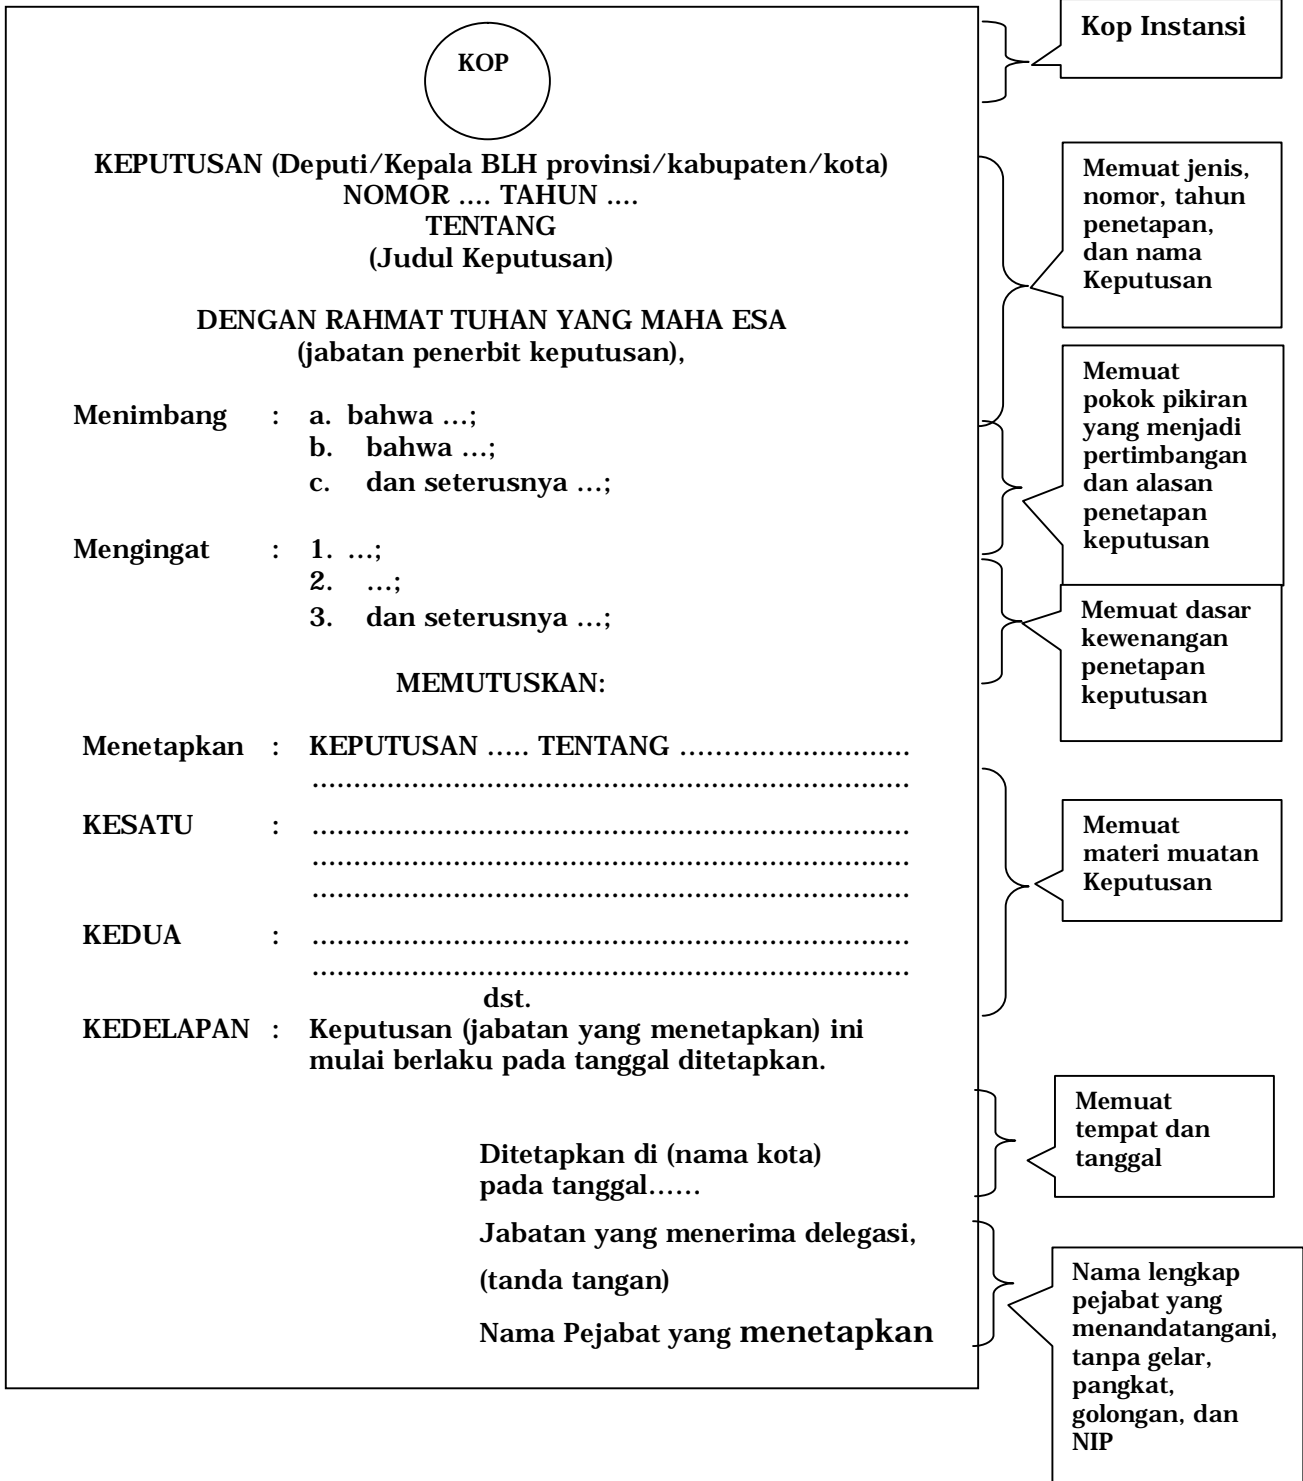 KOP
KEPUTUSAN (Deputi/Kepala BLH provinsi/kabupaten/kota)
NOMOR .... TAHUN ....
TENTANG
(Judul Keputusan)
DENGAN RAHMAT TUHAN YANG MAHA ESA
(jabatan penerbit keputusan),
Menimbang : a. bahwa ...;
b. bahwa ...;
c. dan seterusnya ...;
Mengingat : 1. ...;
2. ...;
3. dan seterusnya ...;
MEMUTUSKAN:
Menetapkan : KEPUTUSAN ..... TENTANG ............................
........................................................................
KESATU : ........................................................................
........................................................................
........................................................................
KEDUA : ........................................................................
........................................................................
dst.
KEDELAPAN : Keputusan (jabatan yang menetapkan) ini
mulai berlaku pada tanggal ditetapkan.
Ditetapkan di (nama kota)
pada tanggal......
Jabatan yang menerima delegasi,
(tanda tangan)
Nama Pejabat yang menetapkan
Kop Instansi
Memuat jenis,
nomor, tahun
penetapan,
dan nama
Keputusan
Memuat
pokok pikiran
yang menjadi
pertimbangan
dan alasan
penetapan
keputusan
Memuat dasar
kewenangan
penetapan
keputusan
Memuat
materi muatan
Keputusan
Memuat
tempat dan
tanggal
Nama lengkap
pejabat yang
menandatangani,
tanpa gelar,
pangkat,
golongan, dan
NIP